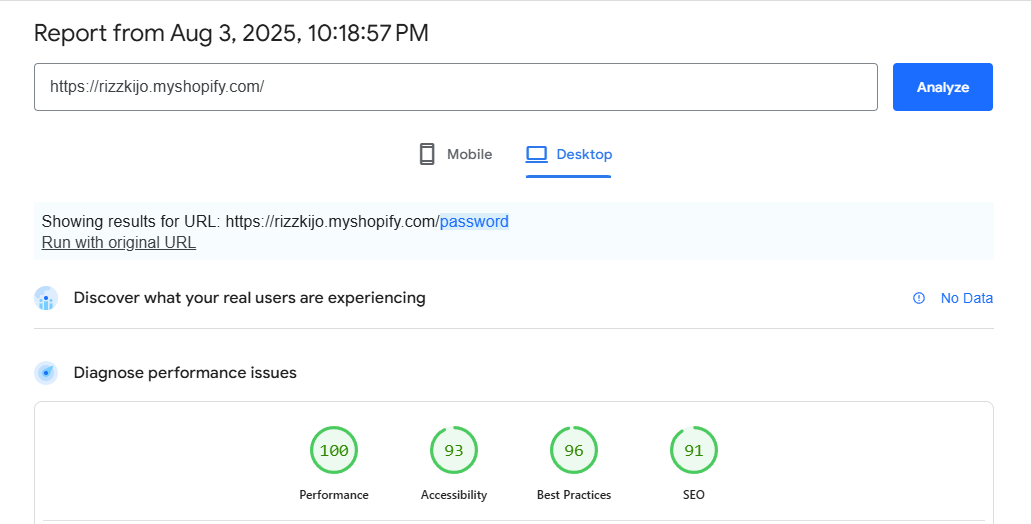 Report from Aug 3, 2025, 10:18:57 PM
https://rizzkijo.myshopify.com/
Analyze
Mobile
Desktop
Showing results for URL: https://rizzkijo.myshopify.com/password
Run with original URL
Discover what your real users are experiencing
No Data
Diagnose performance issues
100
93
96
91
Performance
Accessibility
Best Practices
SEO